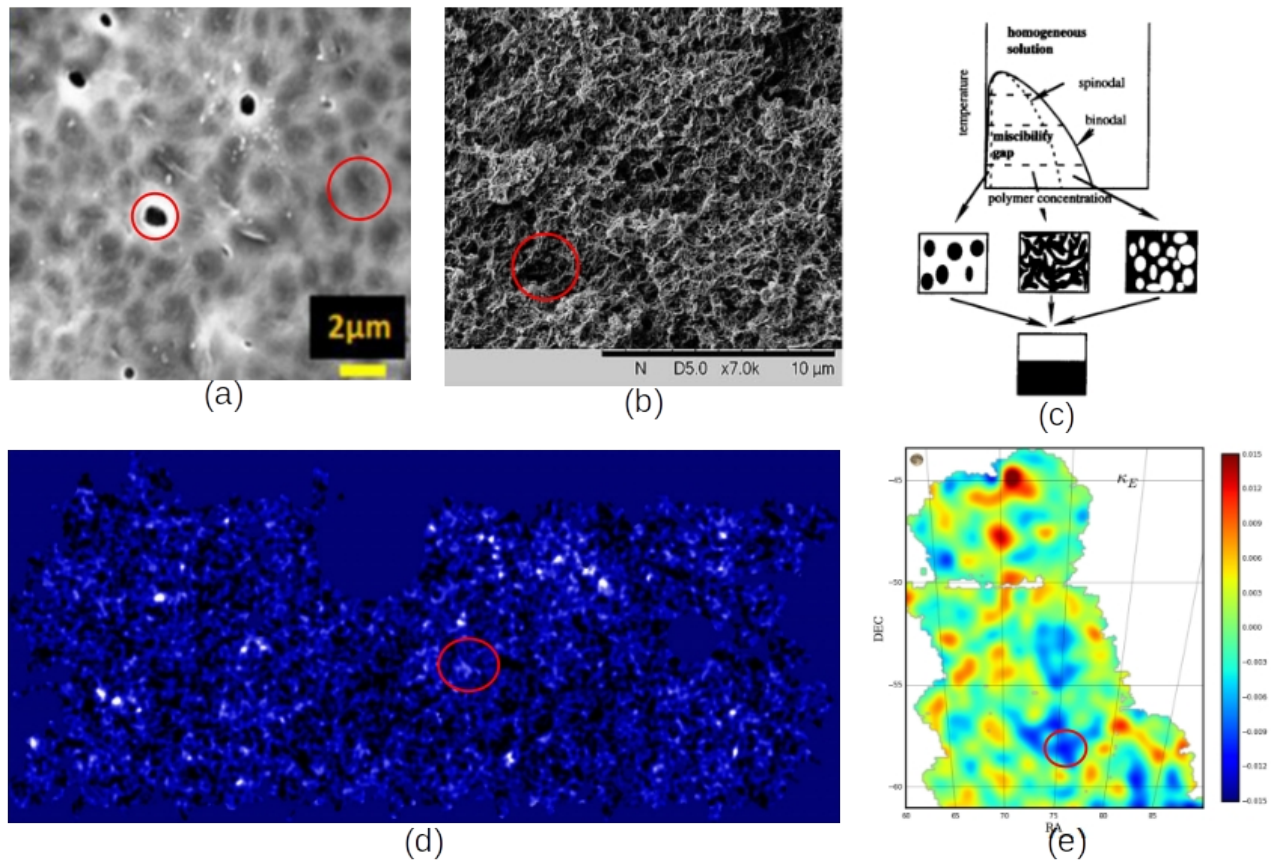 2μm
(a)
N D5.0 x7.0k 10 μm
(b)
homogeneous
solution
spinodal
binodal
temperature
miscibility
gap
polymer concentration
(c)
(d)
κE
DEC
-45
-50
-55
-60
60 65 70 75 80 85
RA
0.015
0.012
0.009
0.006
0.003
0.000
−0.003
−0.006
−0.009
−0.012
−0.015
(e)